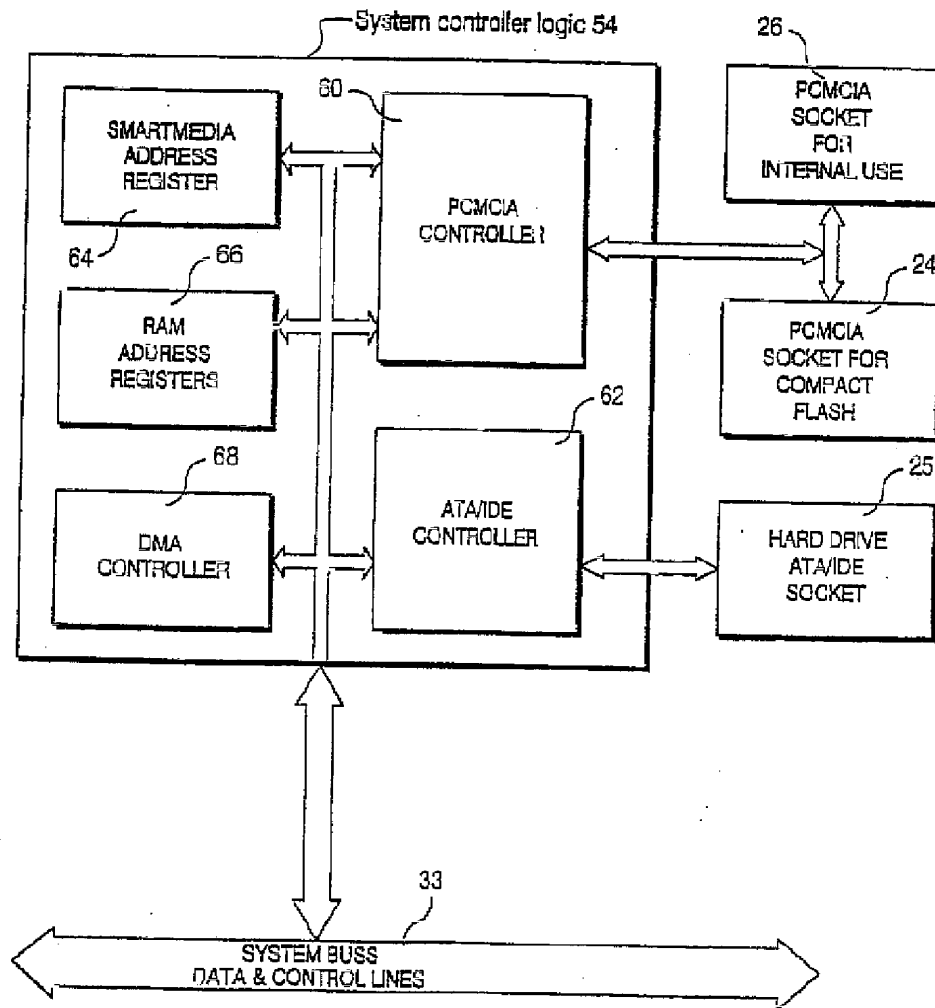 System controller logic 54
26
60
SMARTMEDIA
ADDRESS
REGISTER
PCMCIA
CONTROLLER
PCMCIA
SOCKET
FOR
INTERNAL USE
64
66
24
RAM
ADDRESS
REGISTERS
PCMCIA
SOCKET FOR
COMPACT
FLASH
62
68
25
DMA
CONTROLLER
ATA/IDE
CONTROLLER
HARD DRIVE
ATA/IDE
SOCKET
33
SYSTEM BUSS
DATA & CONTROL LINES